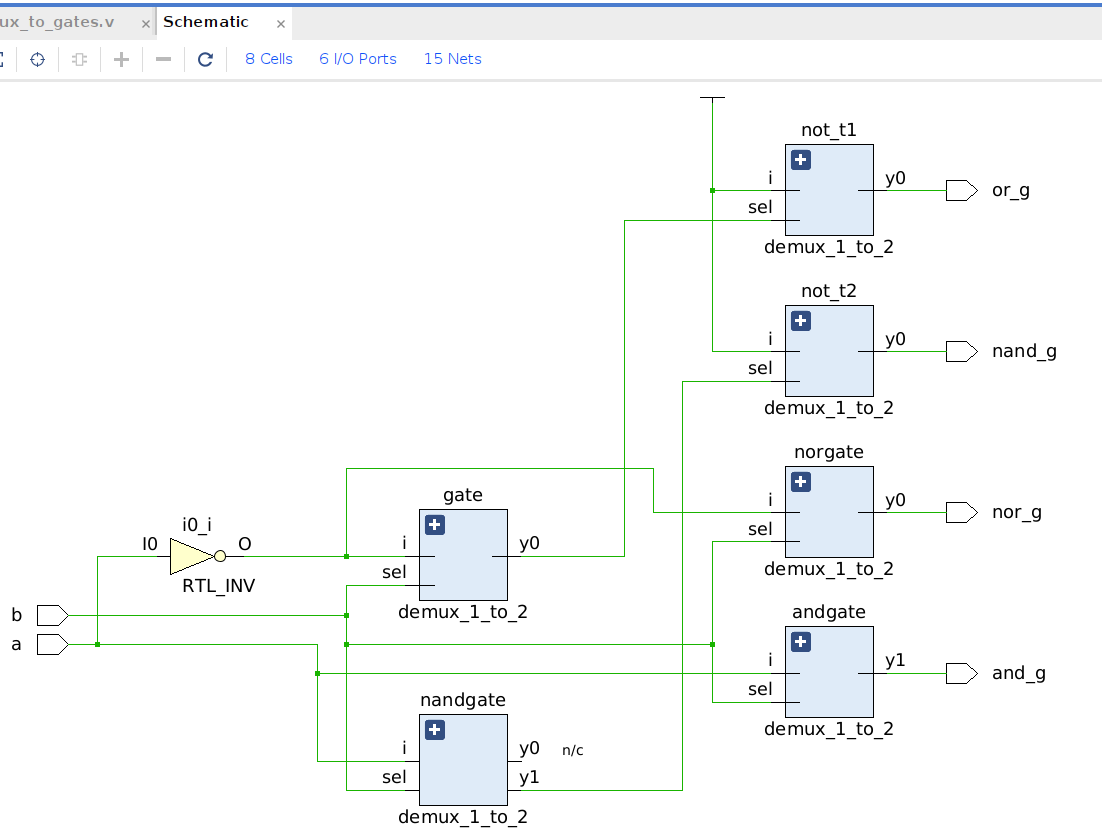 ux_to_gates.v × Schematic ×
8 Cells 6 I/O Ports 15 Nets
not_t1
i y0 or_g
sel
demux_1_to_2
not_t2
i y0 nand_g
sel
demux_1_to_2
norgate
i y0 nor_g
sel
demux_1_to_2
gate
i0_i
I0 O i y0
sel
RTL_INV
demux_1_to_2
b
a
andgate
i y1 and_g
sel
demux_1_to_2
nandgate
i y0 n/c
sel y1
demux_1_to_2